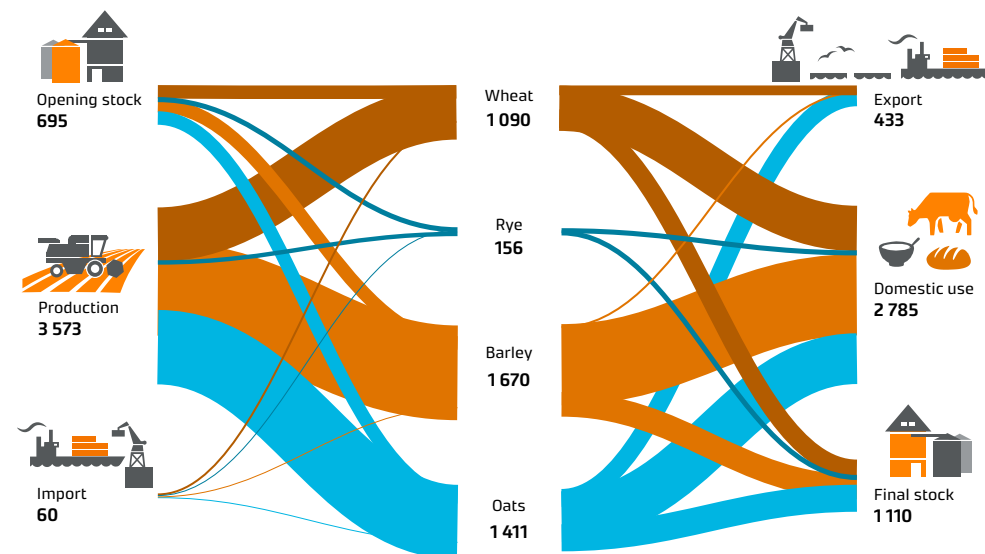 Opening stock
695
Production
3 573
Import
60
Wheat
1 090
Rye
156
Barley
1 670
Oats
1 411
Export
433
Domestic use
2 785
Final stock
1 110